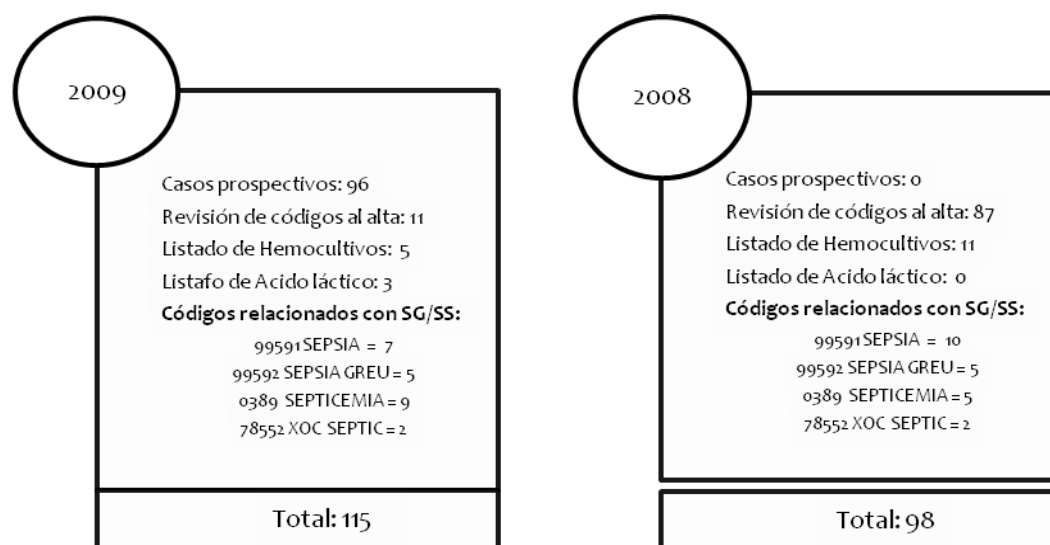 2009
Casos prospectivos: 96
Revisión de códigos al alta: 11
Listado de Hemocultivos: 5
Listafo de Acido láctico: 3
Códigos relacionados con SG/SS:
99591 SEPSIA = 7
99592 SEPSIA GREU = 5
0389 SEPTICEMIA = 9
78552 XOC SEPTIC = 2
Total: 115
2008
Casos prospectivos: 0
Revisión de códigos al alta: 87
Listado de Hemocultivos: 11
Listado de Acido láctico: 0
Códigos relacionados con SG/SS:
99591 SEPSIA = 10
99592 SEPSIA GREU = 5
0389 SEPTICEMIA = 5
78552 XOC SEPTIC = 2
Total: 98